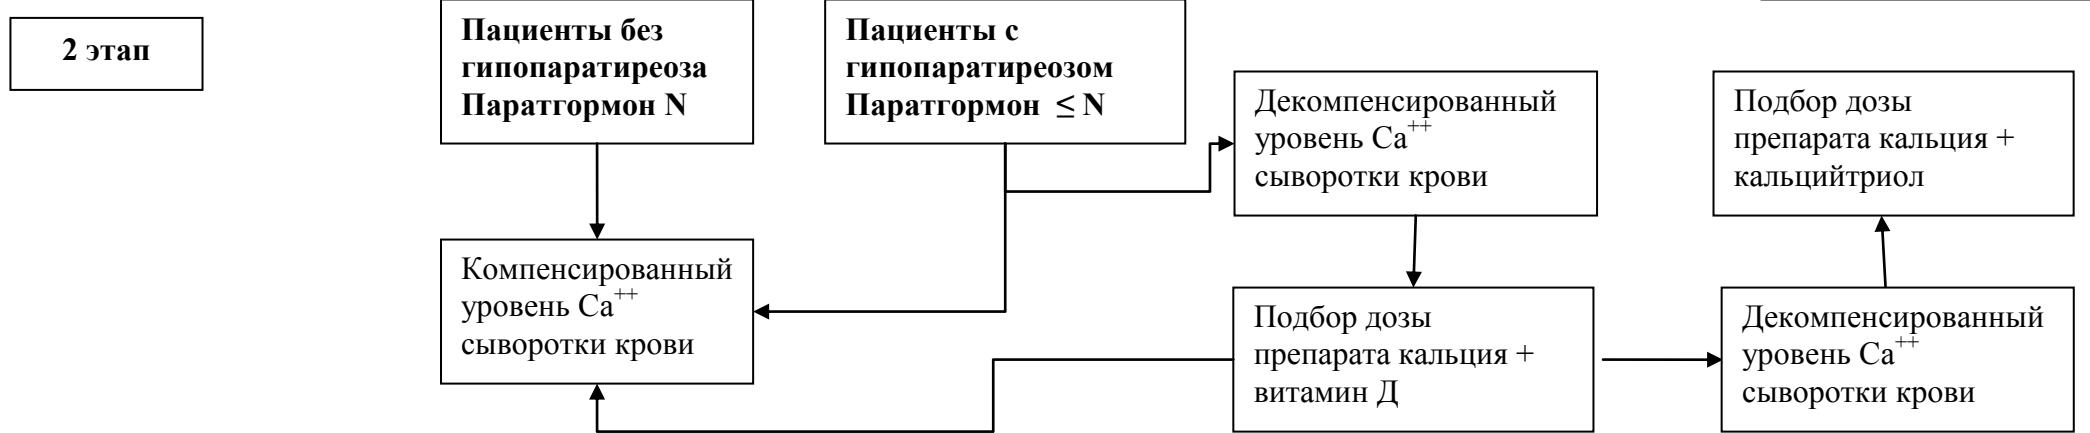 2 этап
Пациенты без
гипопаратиреоза
Паратгормон N
Пациенты с
гипопаратиреозом
Паратгормон ≤ N
Декомпенсированный
уровень Ca⁺⁺
сыворотки крови
Подбор дозы
препарата кальция +
кальцийтриол
Компенсированный
уровень Ca⁺⁺
сыворотки крови
Подбор дозы
препарата кальция +
витамин Д
Декомпенсированный
уровень Ca⁺⁺
сыворотки крови